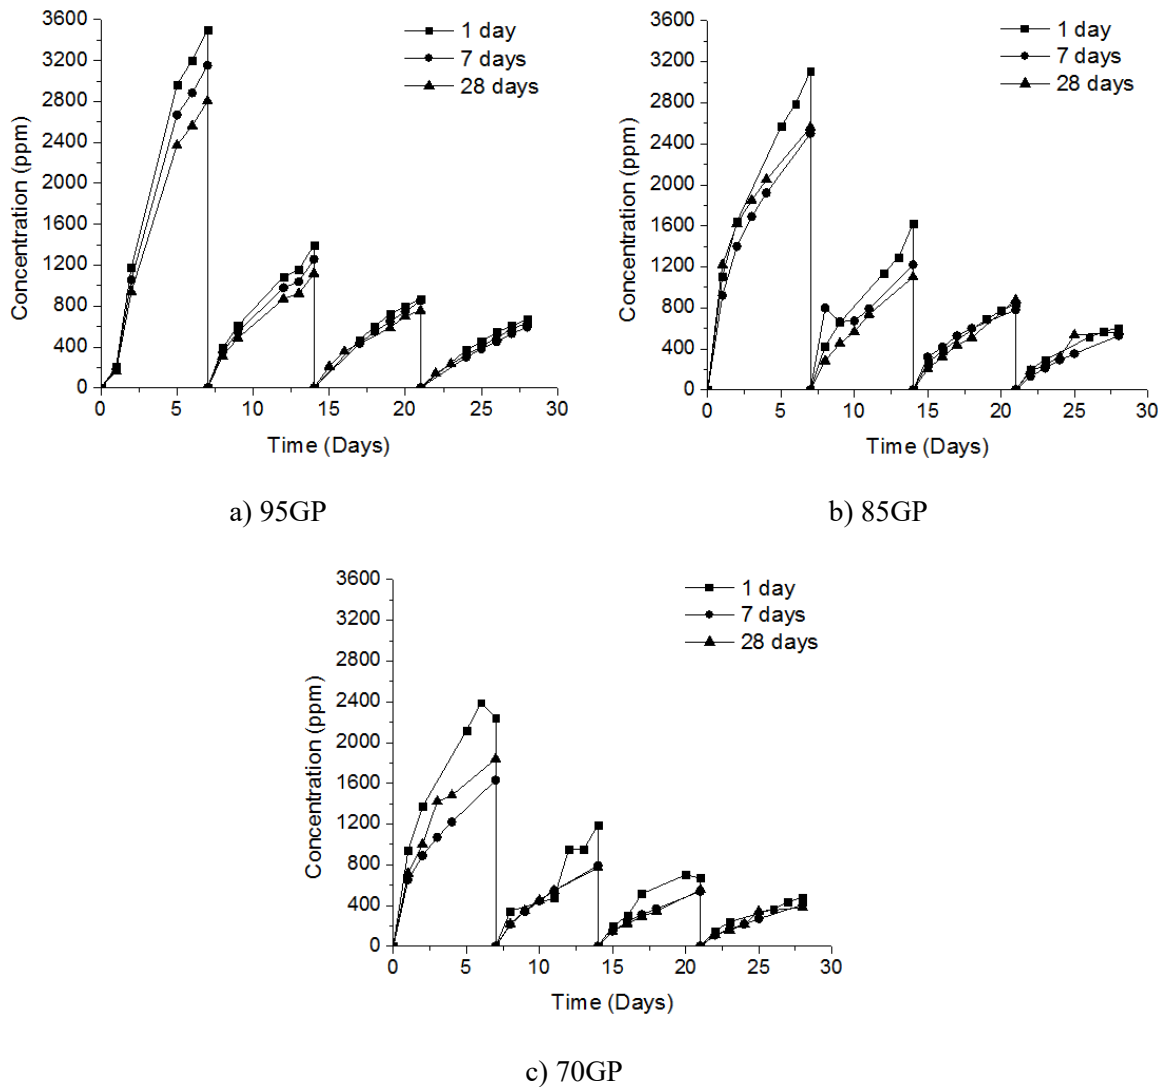 3600
3200
2800
2400
2000
1600
1200
800
400
0
Concentration (ppm)
1 day
7 days
28 days
0 5 10 15 20 25 30
Time (Days)
a) 95GP
3600
3200
2800
2400
2000
1600
1200
800
400
0
Concentration (ppm)
1 day
7 days
28 days
0 5 10 15 20 25 30
Time (Days)
b) 85GP
3600
3200
2800
2400
2000
1600
1200
800
400
0
Concentration (ppm)
1 day
7 days
28 days
0 5 10 15 20 25 30
Time (Days)
c) 70GP